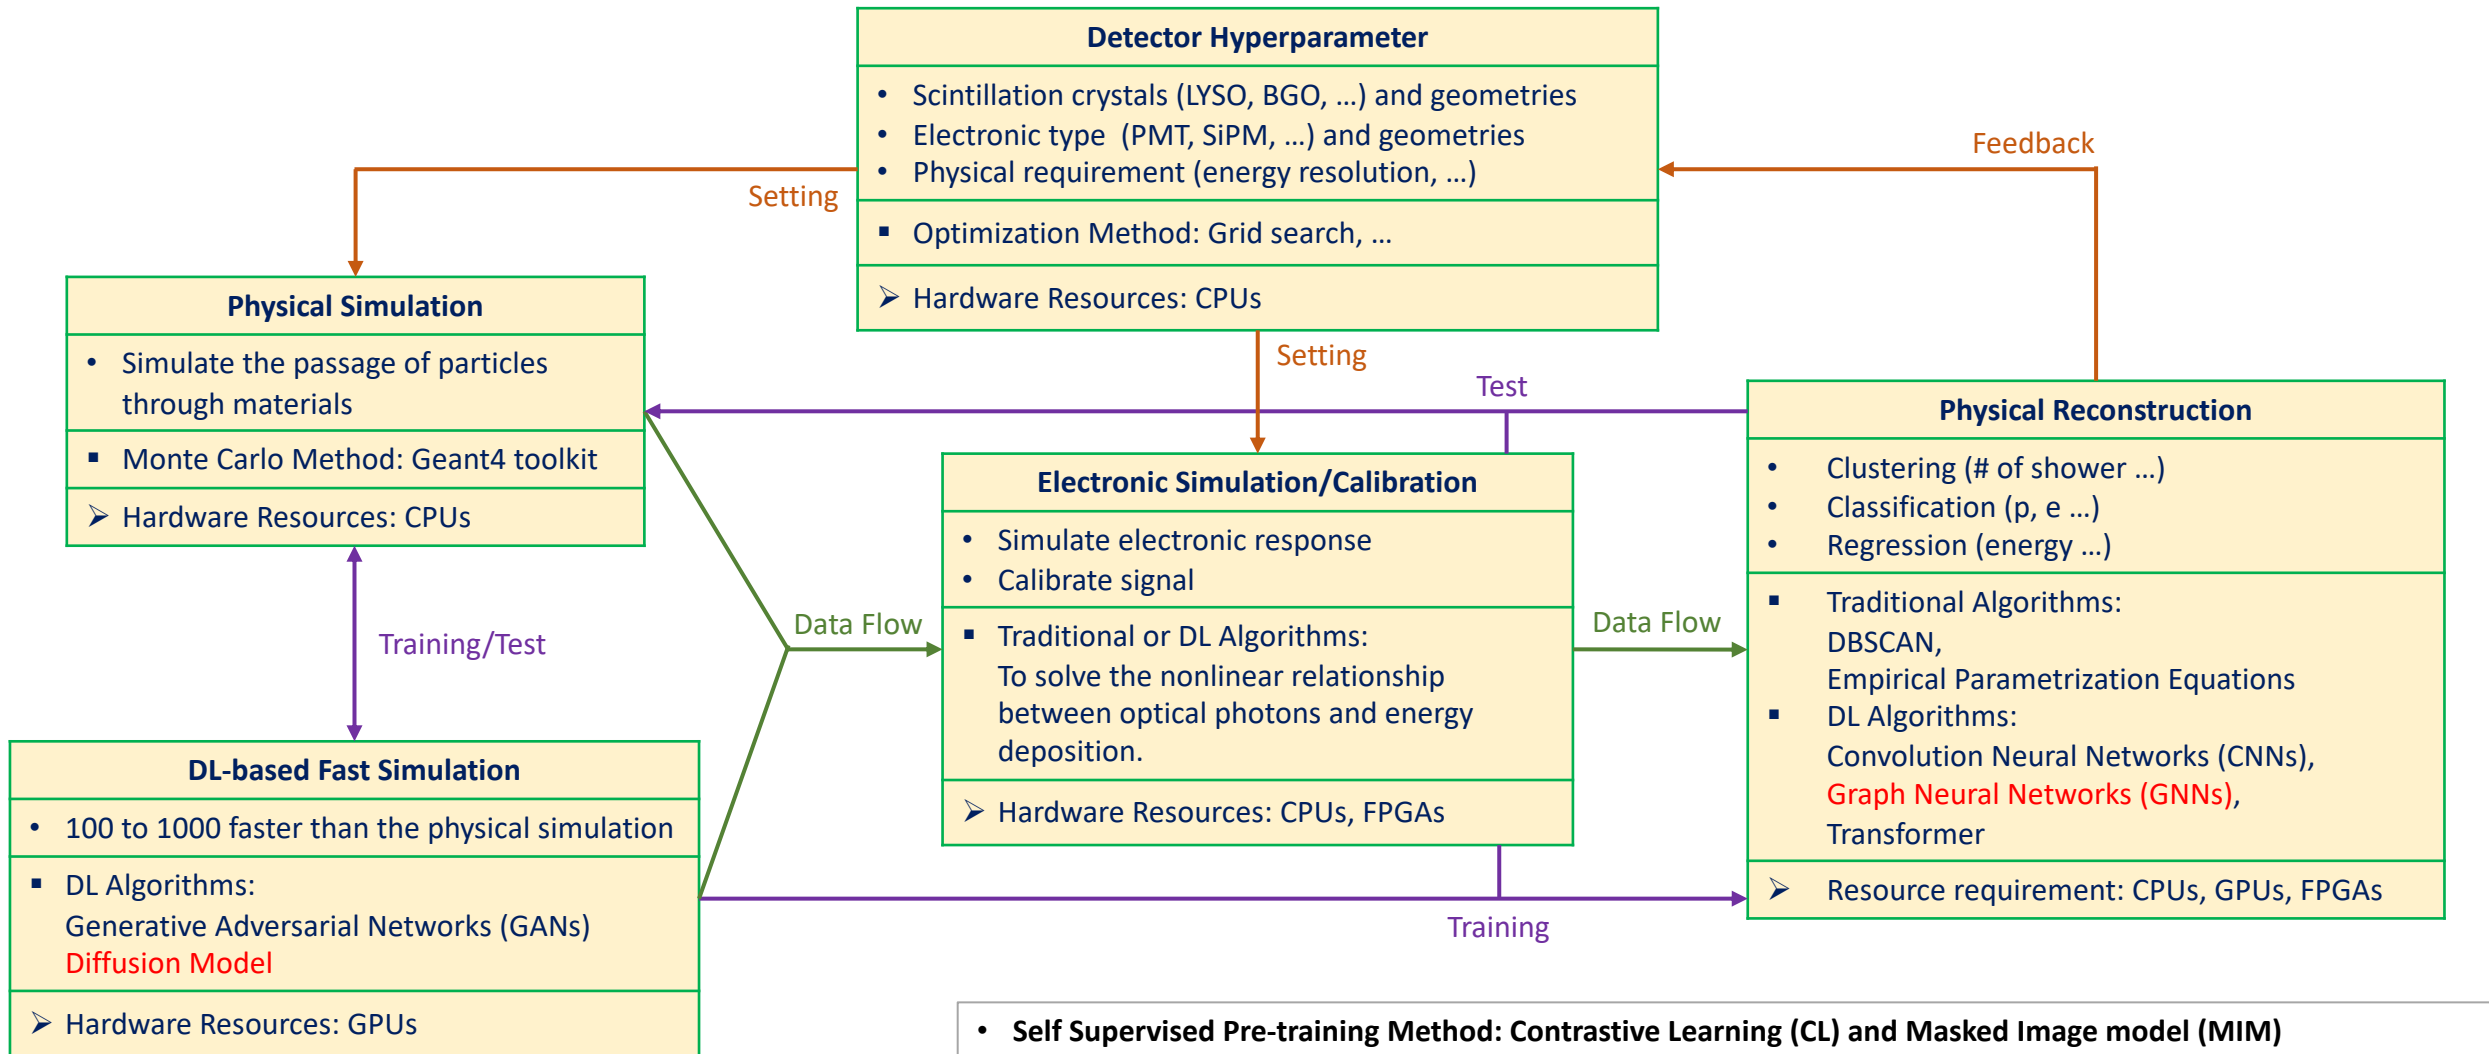 Detector Hyperparameter
• Scintillation crystals (LYSO, BGO, ...) and geometries
• Electronic type (PMT, SiPM, ...) and geometries
• Physical requirement (energy resolution, ...)
▪ Optimization Method: Grid search, ...
➢ Hardware Resources: CPUs
Feedback
Setting
Setting
Physical Simulation
• Simulate the passage of particles
through materials
▪ Monte Carlo Method: Geant4 toolkit
➢ Hardware Resources: CPUs
Test
Training/Test
Data Flow
Electronic Simulation/Calibration
• Simulate electronic response
• Calibrate signal
▪ Traditional or DL Algorithms:
To solve the nonlinear relationship
between optical photons and energy
deposition.
➢ Hardware Resources: CPUs, FPGAs
Data Flow
Physical Reconstruction
• Clustering (# of shower ...)
• Classification (p, e ...)
• Regression (energy ...)
▪ Traditional Algorithms:
DBSCAN,
Empirical Parametrization Equations
▪ DL Algorithms:
Convolution Neural Networks (CNNs),
Graph Neural Networks (GNNs),
Transformer
➢ Resource requirement: CPUs, GPUs, FPGAs
DL-based Fast Simulation
• 100 to 1000 faster than the physical simulation
▪ DL Algorithms:
Generative Adversarial Networks (GANs)
Diffusion Model
➢ Hardware Resources: GPUs
Training
• Self Supervised Pre-training Method: Contrastive Learning (CL) and Masked Image model (MIM)